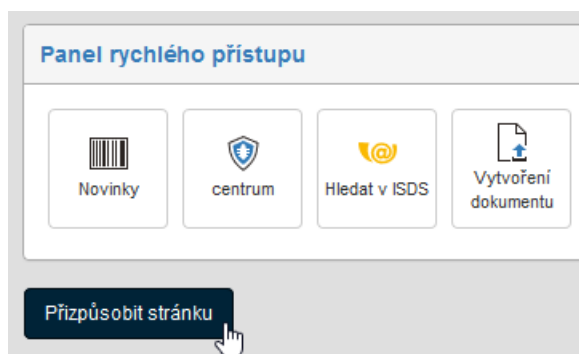 Panel rychlého přístupu
Novinky
centrum
Hledat v ISDS
Vytvoření
dokumentu
Přizpůsobit stránku